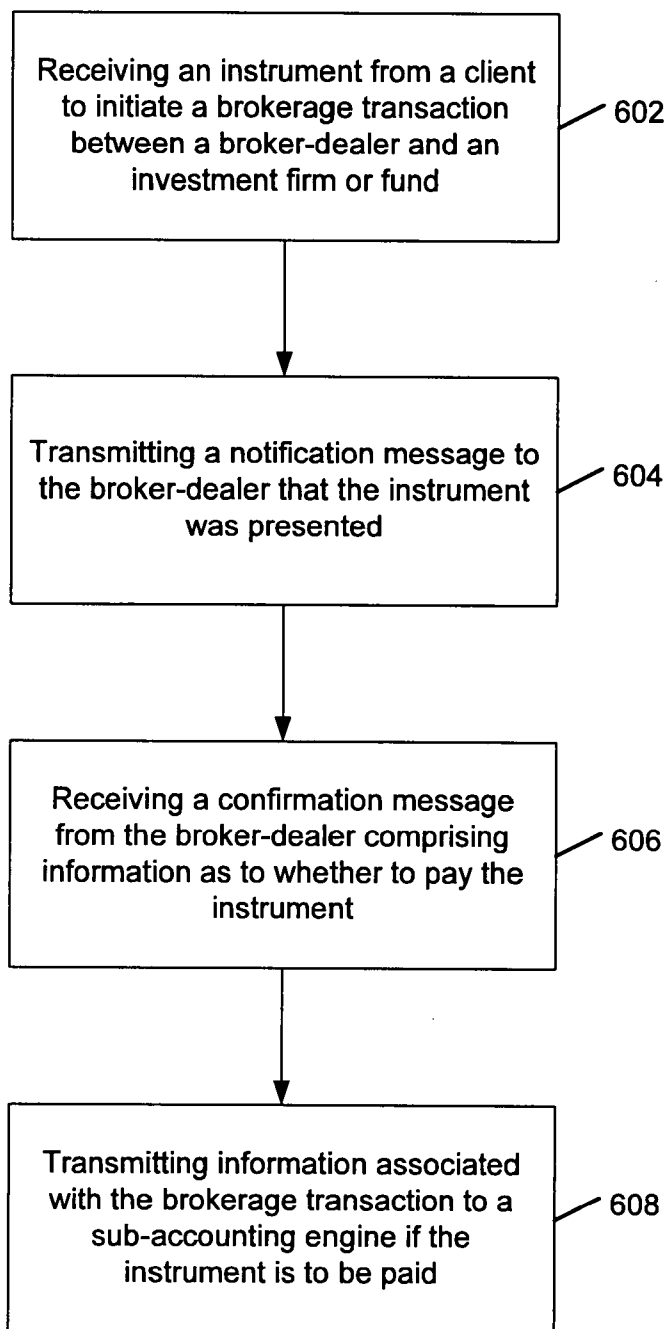 Receiving an instrument from a client
to initiate a brokerage transaction
between a broker-dealer and an
investment firm or fund
602
Transmitting a notification message to
the broker-dealer that the instrument
was presented
604
Receiving a confirmation message
from the broker-dealer comprising
information as to whether to pay the
instrument
606
Transmitting information associated
with the brokerage transaction to a
sub-accounting engine if the
instrument is to be paid
608